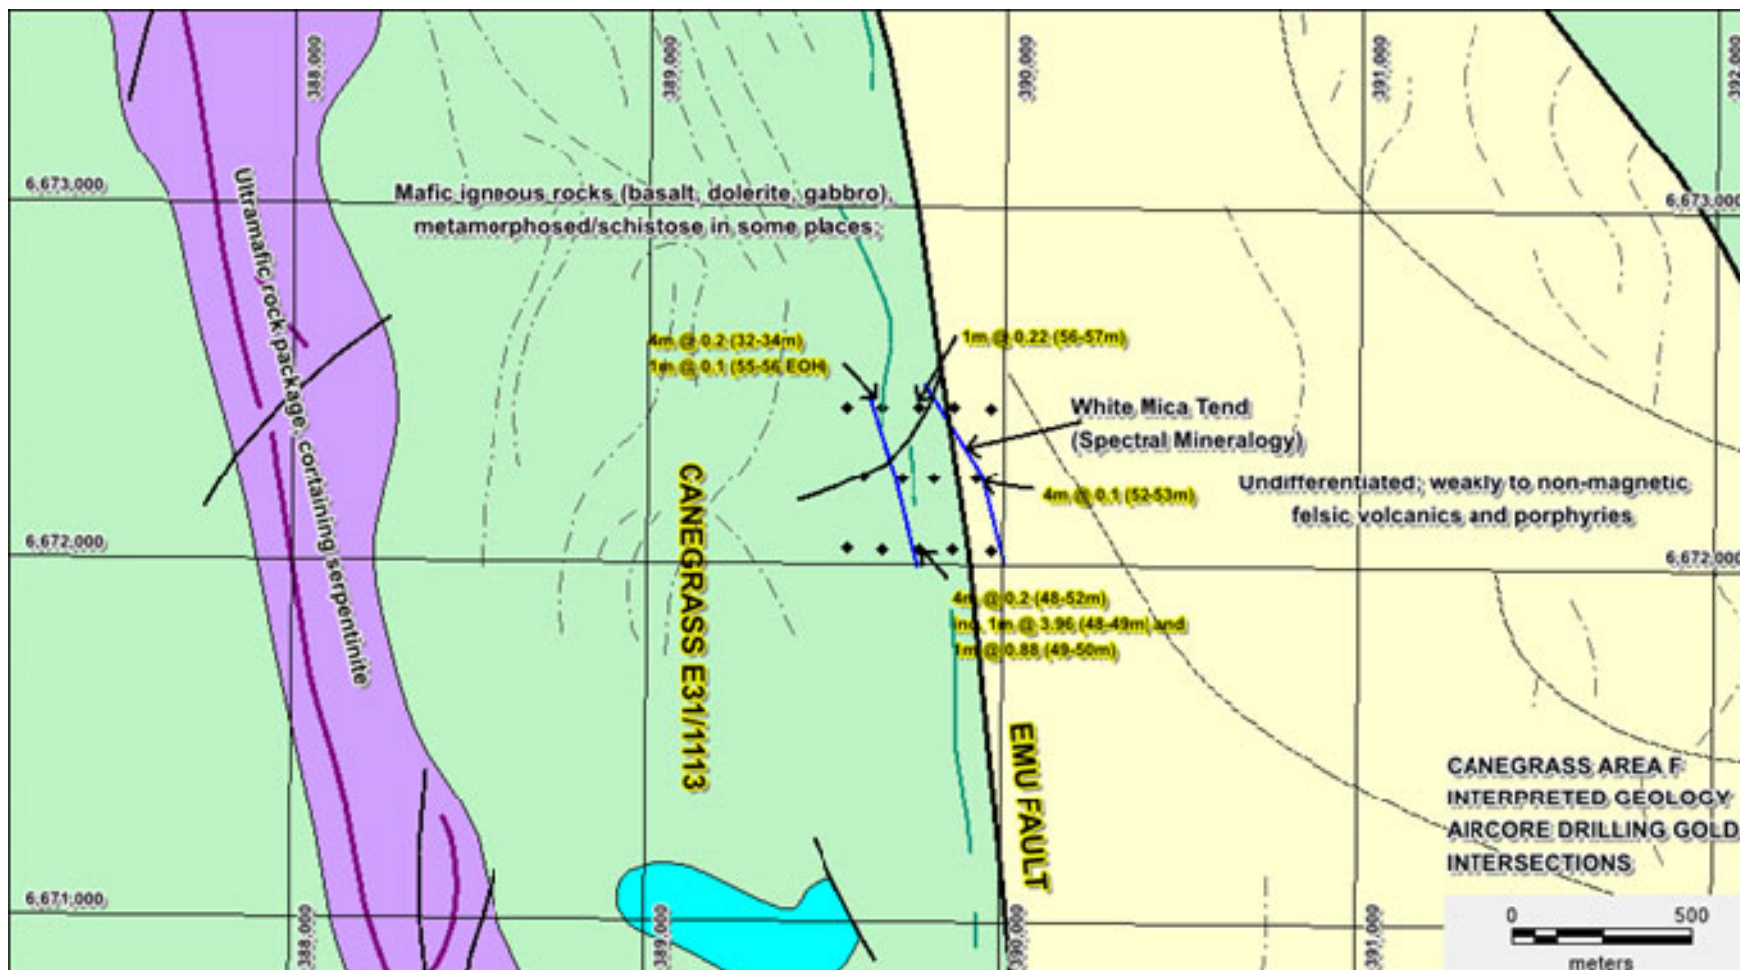 388,000
389,000
390,000
391,000
392,000
6,673,000
6,673,000
Mafic igneous rocks (basalt, dolerite, gabbro),
metamorphosed/schistose in some places;
Ultramafic rock package, containing serpentinite
4m @ 0.2 (32-34m)
1m @ 0.1 (55-56 EOH)
1m @ 0.22 (56-57m)
White Mica Tend
(Spectral Mineralogy)
4m @ 0.1 (52-53m)
Undifferentiated; weakly to non-magnetic
felsic volcanics and porphyries
CANEGRASS E31/1113
6,672,000
6,672,000
4m @ 0.2 (48-52m)
inc. 1m @ 3.96 (48-49m) and
1m @ 0.88 (49-50m)
EMU FAULT
CANEGRASS AREA F
INTERPRETED GEOLOGY
AIRCORE DRILLING GOLD
INTERSECTIONS
6,671,000
388,000
389,000
390,000
391,000
0 500
meters